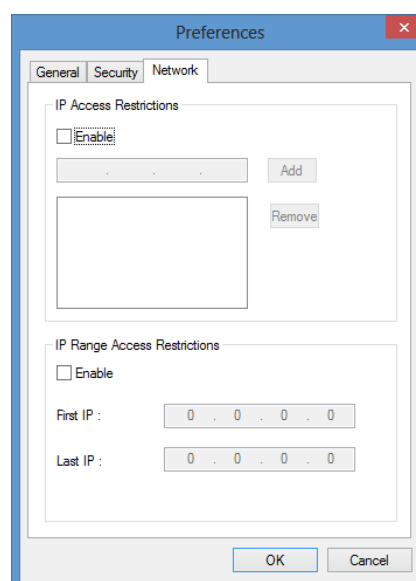 Preferences
General Security Network
IP Access Restrictions
Enable
. . . Add
Remove
IP Range Access Restrictions
Enable
First IP : 0 . 0 . 0 . 0
Last IP : 0 . 0 . 0 . 0
OK Cancel